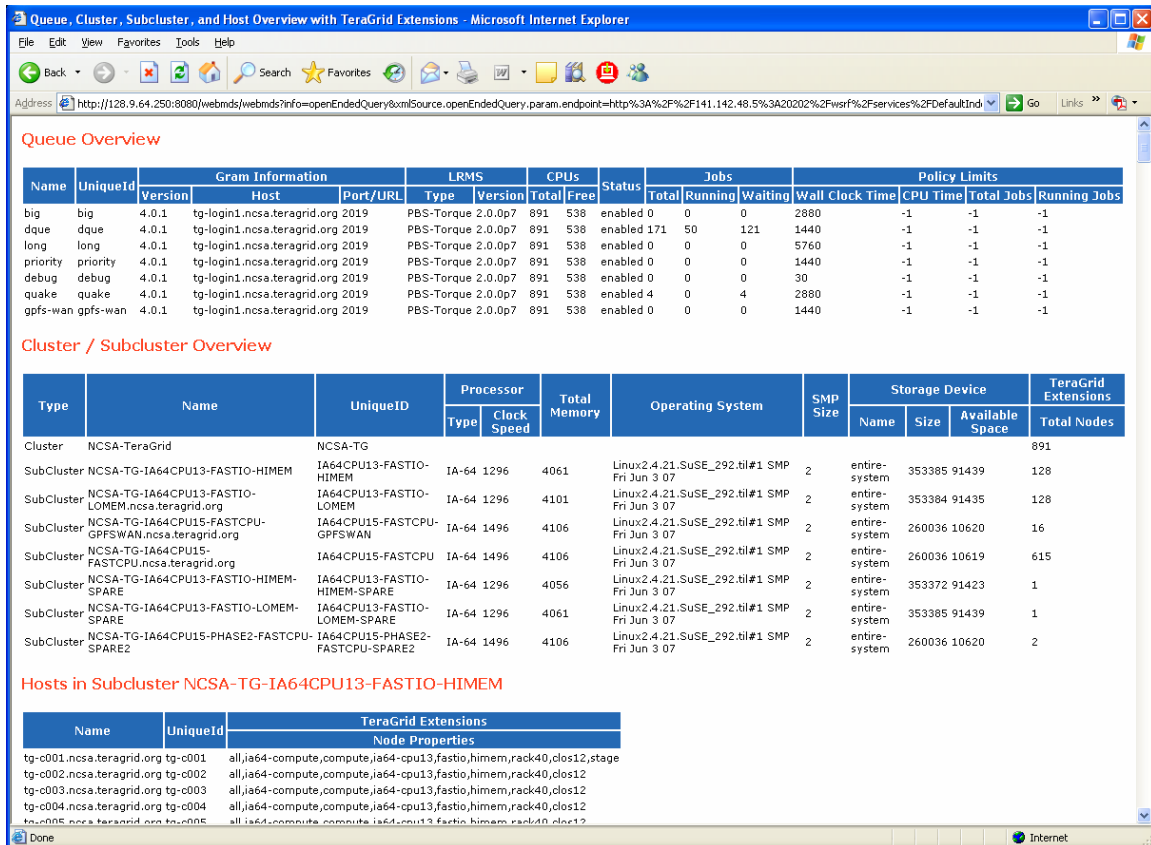 Queue, Cluster, Subcluster, and Host Overview with TeraGrid Extensions - Microsoft Internet Explorer
File Edit View Favorites Tools Help
Back Search Favorites
Address http://128.9.64.250:8080/webmds/webmds?info=openEndedQuery&xmlSource.openEndedQuery.param.endpoint=http%3A%2F%2F141.142.48.5%3A20202%2Fwsrf%2Fservices%2FDefaultInd Go Links »
Queue Overview
Name UniqueId Gram Information LRMS CPUs Status Jobs Policy Limits
Version Host Port/URL Type Version Total Free Total Running Waiting Wall Clock Time CPU Time Total Jobs Running Jobs
big big 4.0.1 tg-login1.ncsa.teragrid.org 2019 PBS-Torque 2.0.0p7 891 538 enabled 0 0 0 2880 -1 -1 -1
dque dque 4.0.1 tg-login1.ncsa.teragrid.org 2019 PBS-Torque 2.0.0p7 891 538 enabled 171 50 121 1440 -1 -1 -1
long long 4.0.1 tg-login1.ncsa.teragrid.org 2019 PBS-Torque 2.0.0p7 891 538 enabled 0 0 0 5760 -1 -1 -1
priority priority 4.0.1 tg-login1.ncsa.teragrid.org 2019 PBS-Torque 2.0.0p7 891 538 enabled 0 0 0 1440 -1 -1 -1
debug debug 4.0.1 tg-login1.ncsa.teragrid.org 2019 PBS-Torque 2.0.0p7 891 538 enabled 0 0 0 30 -1 -1 -1
quake quake 4.0.1 tg-login1.ncsa.teragrid.org 2019 PBS-Torque 2.0.0p7 891 538 enabled 4 0 4 2880 -1 -1 -1
gpfs-wan gpfs-wan 4.0.1 tg-login1.ncsa.teragrid.org 2019 PBS-Torque 2.0.0p7 891 538 enabled 0 0 0 1440 -1 -1 -1
Cluster / Subcluster Overview
Type Name UniqueID Processor Total Memory Operating System SMP Size Storage Device TeraGrid Extensions
Type Clock Speed Name Size Available Space Total Nodes
Cluster NCSA-TeraGrid NCSA-TG 891
SubCluster NCSA-TG-IA64CPU13-FASTIO-HIMEM IA64CPU13-FASTIO-HIMEM IA-64 1296 4061 Linux2.4.21.SuSE_292.til#1 SMP Fri Jun 3 07 2 entire-system 353385 91439 128
SubCluster NCSA-TG-IA64CPU13-FASTIO-LOMEM.ncsa.teragrid.org IA64CPU13-FASTIO-LOMEM IA-64 1296 4101 Linux2.4.21.SuSE_292.til#1 SMP Fri Jun 3 07 2 entire-system 353384 91435 128
SubCluster NCSA-TG-IA64CPU15-FASTCPU-GPFSWAN.ncsa.teragrid.org IA64CPU15-FASTCPU-GPFSWAN IA-64 1496 4106 Linux2.4.21.SuSE_292.til#1 SMP Fri Jun 3 07 2 entire-system 260036 10620 16
SubCluster NCSA-TG-IA64CPU15-FASTCPU.ncsa.teragrid.org IA64CPU15-FASTCPU IA-64 1496 4106 Linux2.4.21.SuSE_292.til#1 SMP Fri Jun 3 07 2 entire-system 260036 10619 615
SubCluster NCSA-TG-IA64CPU13-FASTIO-HIMEM-SPARE IA64CPU13-FASTIO-HIMEM-SPARE IA-64 1296 4056 Linux2.4.21.SuSE_292.til#1 SMP Fri Jun 3 07 2 entire-system 353372 91423 1
SubCluster NCSA-TG-IA64CPU13-FASTIO-LOMEM-SPARE IA64CPU13-FASTIO-LOMEM-SPARE IA-64 1296 4061 Linux2.4.21.SuSE_292.til#1 SMP Fri Jun 3 07 2 entire-system 353385 91439 1
SubCluster NCSA-TG-IA64CPU15-PHASE2-FASTCPU-SPARE2 IA64CPU15-PHASE2-FASTCPU-SPARE2 IA-64 1496 4106 Linux2.4.21.SuSE_292.til#1 SMP Fri Jun 3 07 2 entire-system 260036 10620 2
Hosts in Subcluster NCSA-TG-IA64CPU13-FASTIO-HIMEM
Name UniqueId TeraGrid Extensions
Node Properties
tg-c001.ncsa.teragrid.org tg-c001 all,ia64-compute,compute,ia64-cpu13,fastio,himem,rack40,clos12,stage
tg-c002.ncsa.teragrid.org tg-c002 all,ia64-compute,compute,ia64-cpu13,fastio,himem,rack40,clos12
tg-c003.ncsa.teragrid.org tg-c003 all,ia64-compute,compute,ia64-cpu13,fastio,himem,rack40,clos12
tg-c004.ncsa.teragrid.org tg-c004 all,ia64-compute,compute,ia64-cpu13,fastio,himem,rack40,clos12
tg-c005.ncsa.teragrid.org tg-c005 all,ia64-compute,compute,ia64-cpu13,fastio,himem,rack40,clos12
Done Internet